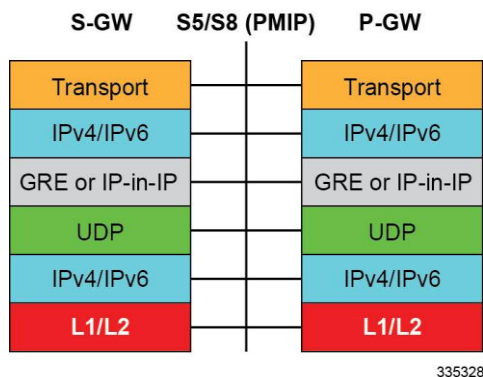 S-GW S5/S8 (PMIP) P-GW
Transport Transport
IPv4/IPv6 IPv4/IPv6
GRE or IP-in-IP GRE or IP-in-IP
UDP UDP
IPv4/IPv6 IPv4/IPv6
L1/L2 L1/L2
335328